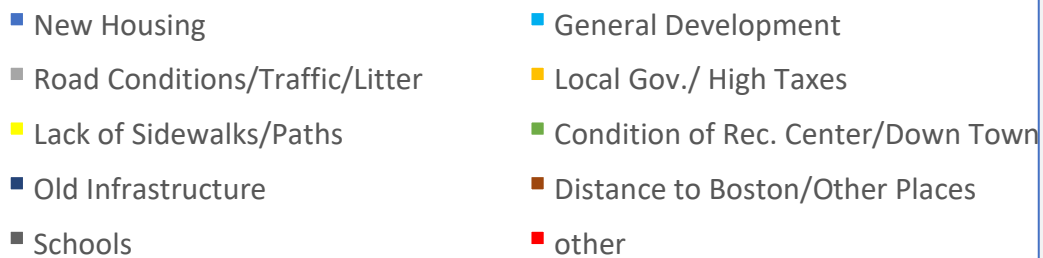 New Housing General Development
Road Conditions/Traffic/Litter Local Gov./ High Taxes
Lack of Sidewalks/Paths Condition of Rec. Center/Down Town
Old Infrastructure Distance to Boston/Other Places
Schools other